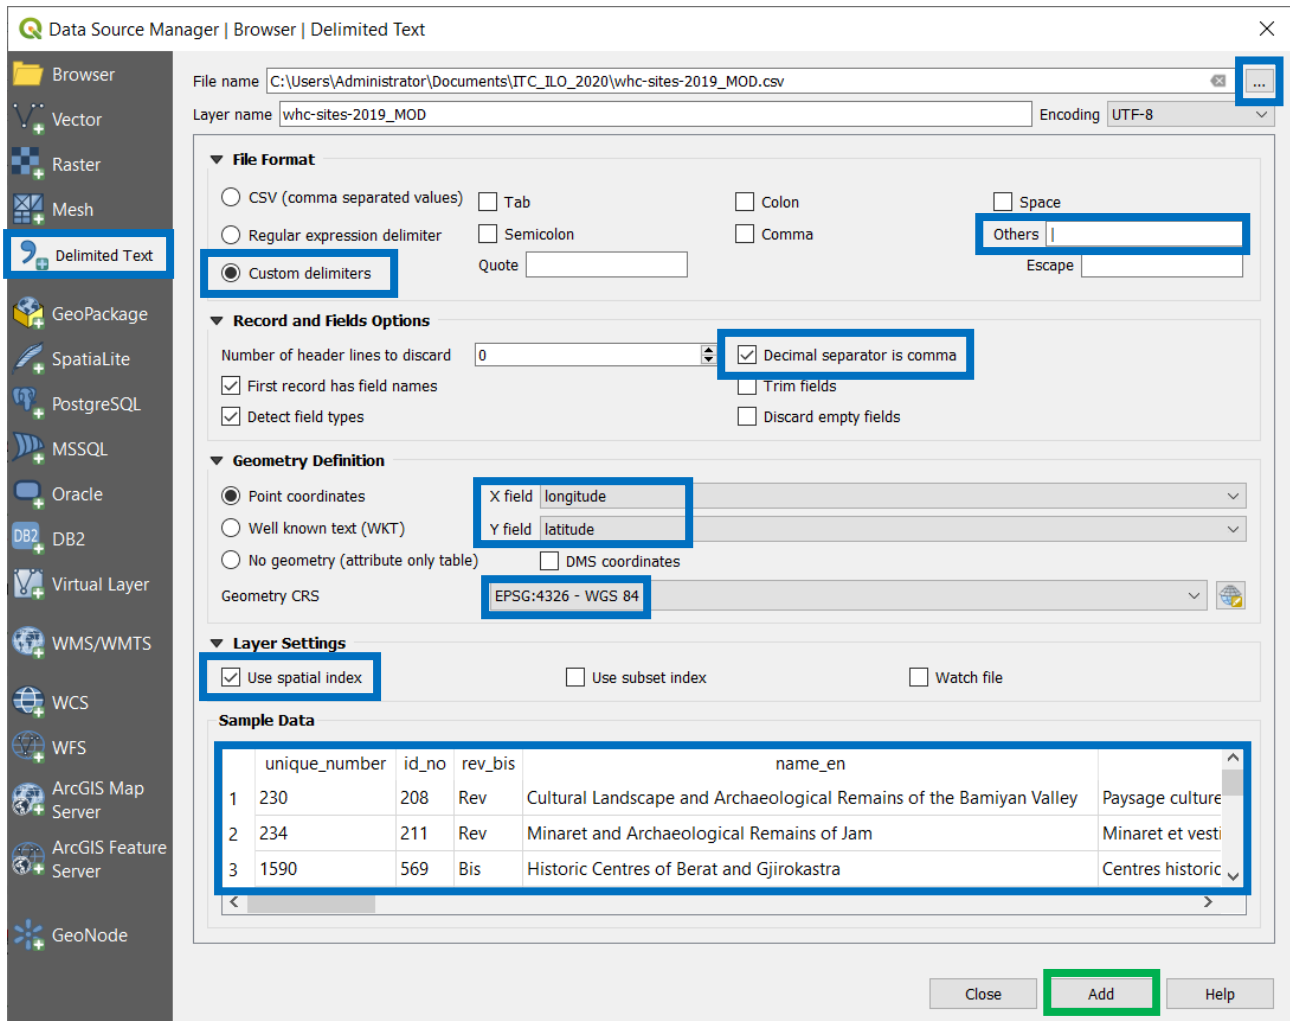 Data Source Manager | Browser | Delimited Text
Browser
Vector
Raster
Mesh
Delimited Text
GeoPackage
SpatiaLite
PostgreSQL
MSSQL
Oracle
DB2
DB2
Virtual Layer
WMS/WMTS
WCS
WFS
ArcGIS Map
Server
ArcGIS Feature
Server
GeoNode
File name C:\Users\Administrator\Documents\ITC_ILO_2020\whc-sites-2019_MOD.csv ...
Layer name whc-sites-2019_MOD Encoding UTF-8
File Format
CSV (comma separated values) Tab Colon Space
Regular expression delimiter Semicolon Comma Others |
Custom delimiters Quote Escape
Record and Fields Options
Number of header lines to discard 0 Decimal separator is comma
First record has field names Trim fields
Detect field types Discard empty fields
Geometry Definition
Point coordinates X field longitude
Well known text (WKT) Y field latitude
No geometry (attribute only table) DMS coordinates
Geometry CRS EPSG:4326 - WGS 84
Layer Settings
Use spatial index Use subset index Watch file
Sample Data
unique_number id_no rev_bis name_en
1 230 208 Rev Cultural Landscape and Archaeological Remains of the Bamiyan Valley Paysage culture
2 234 211 Rev Minaret and Archaeological Remains of Jam Minaret et vesti
3 1590 569 Bis Historic Centres of Berat and Gjirokastra Centres historic
Close Add Help